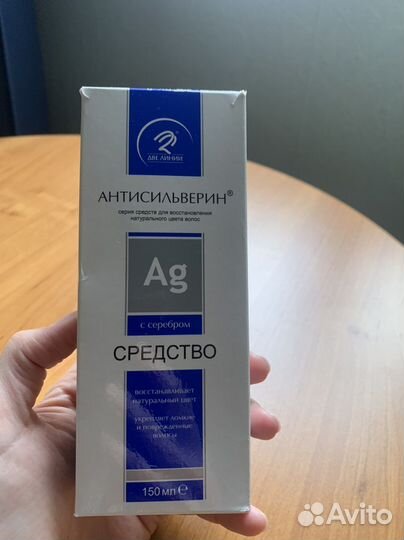 ДВЕ ЛИНИИ
АНТИСИЛЬВЕРИН®
серия средств для восстановления
натурального цвета волос
Ag
с серебром
СРЕДСТВО
восстанавливает
натуральный цвет
укрепляет ломкие
и поврежденные
волосы
150 мл ℮
Avito